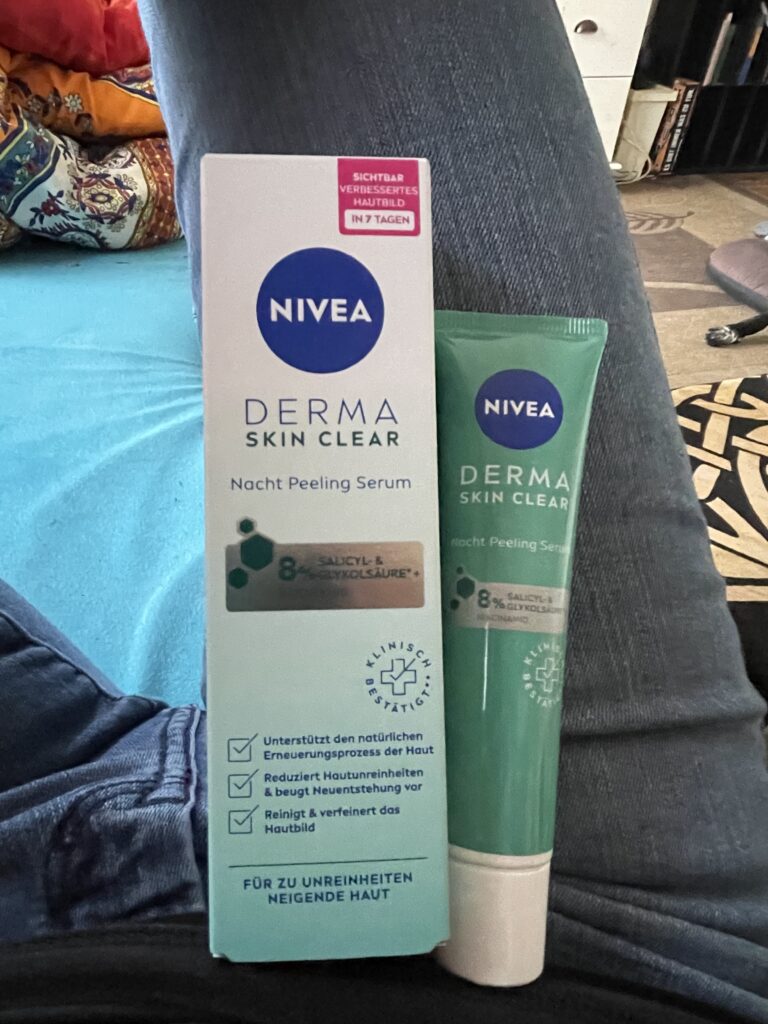 SICHTBAR
VERBESSERTES
HAUTBILD
IN 7 TAGEN
NIVEA
DERMA
SKIN CLEAR
Nacht Peeling Serum
8% SALICYL- &
GLYKOLSÄURE*+
KLINISCH
BESTÄTIGT**
Unterstützt den natürlichen
Erneuerungsprozess der Haut
Reduziert Hautunreinheiten
& beugt Neuentstehung vor
Reinigt & verfeinert das
Hautbild
FÜR ZU UNREINHEITEN
NEIGENDE HAUT
NIVEA
DERMA
SKIN CLEAR
Nacht Peeling Serum
8% SALICYL- &
GLYKOLSÄURE*
NIACINAMID